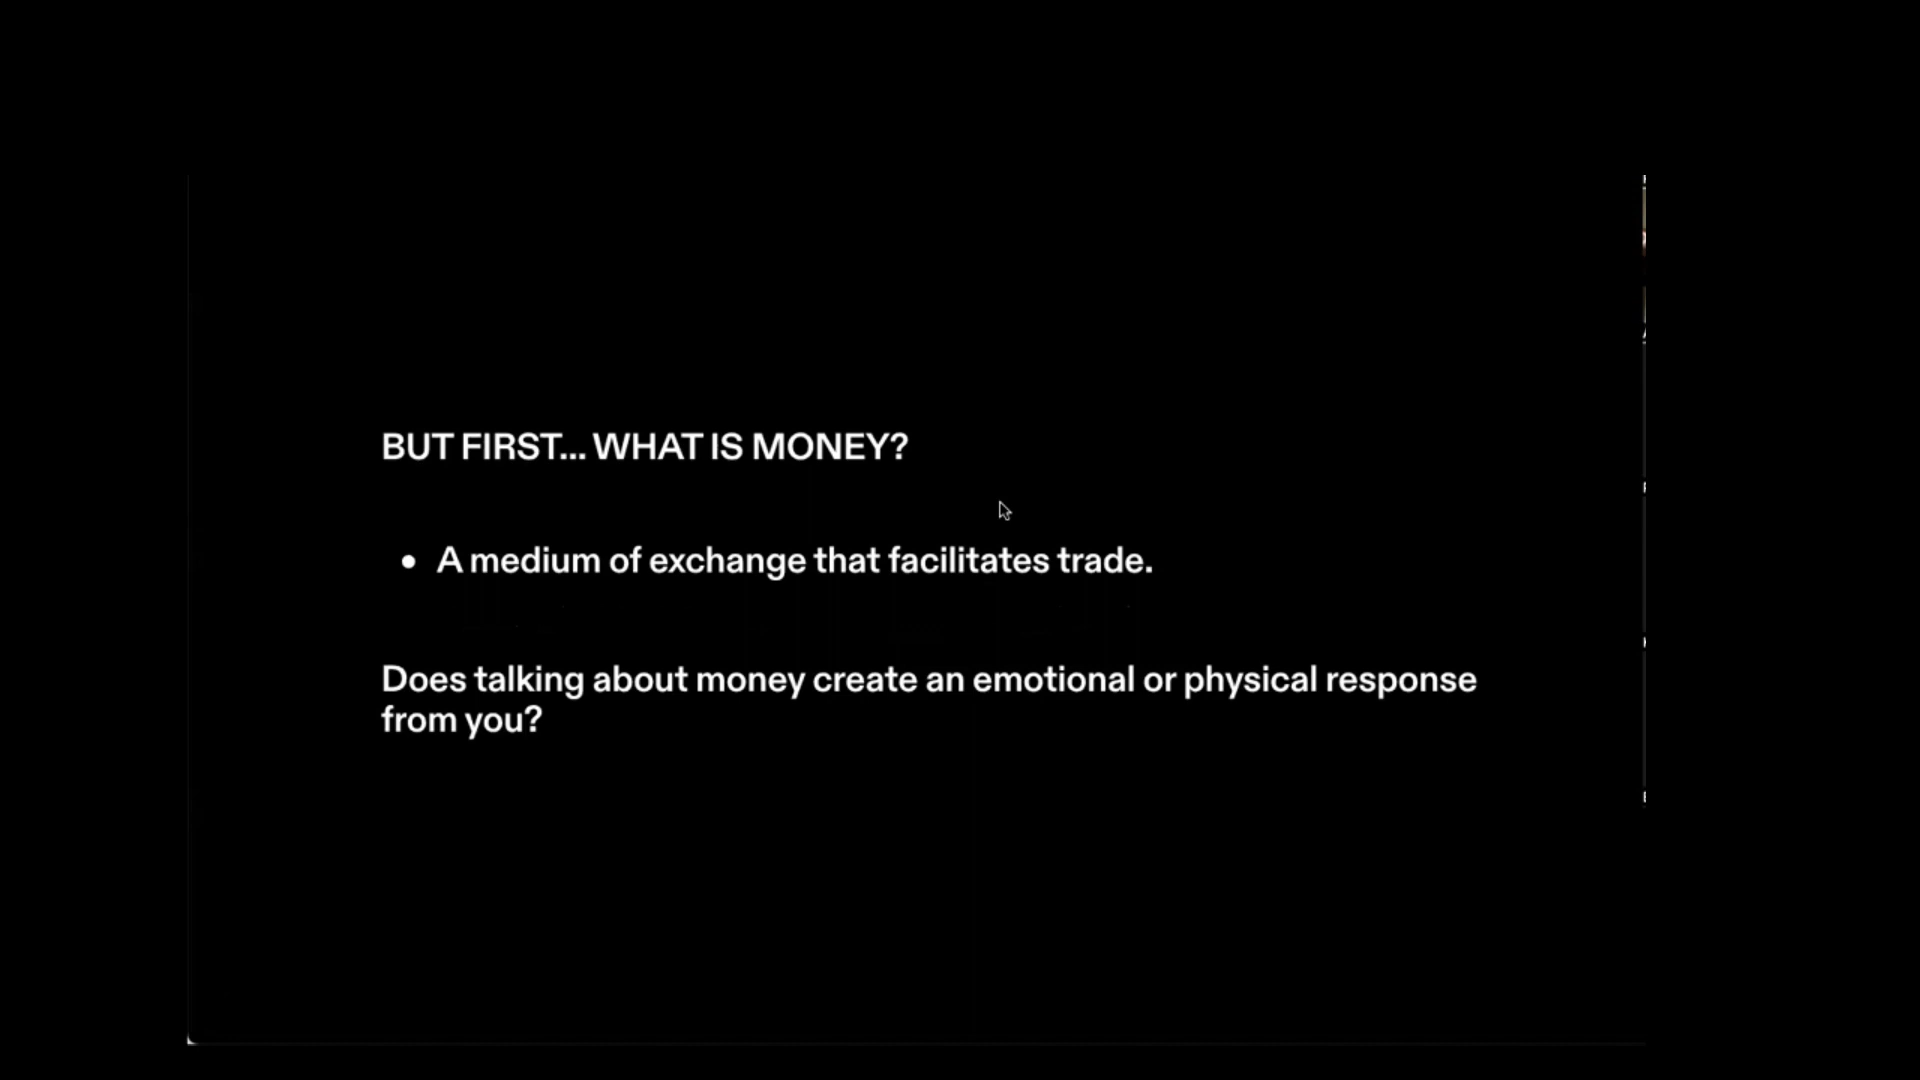 BUT FIRST... WHAT IS MONEY?
• A medium of exchange that facilitates trade.
Does talking about money create an emotional or physical response
from you?